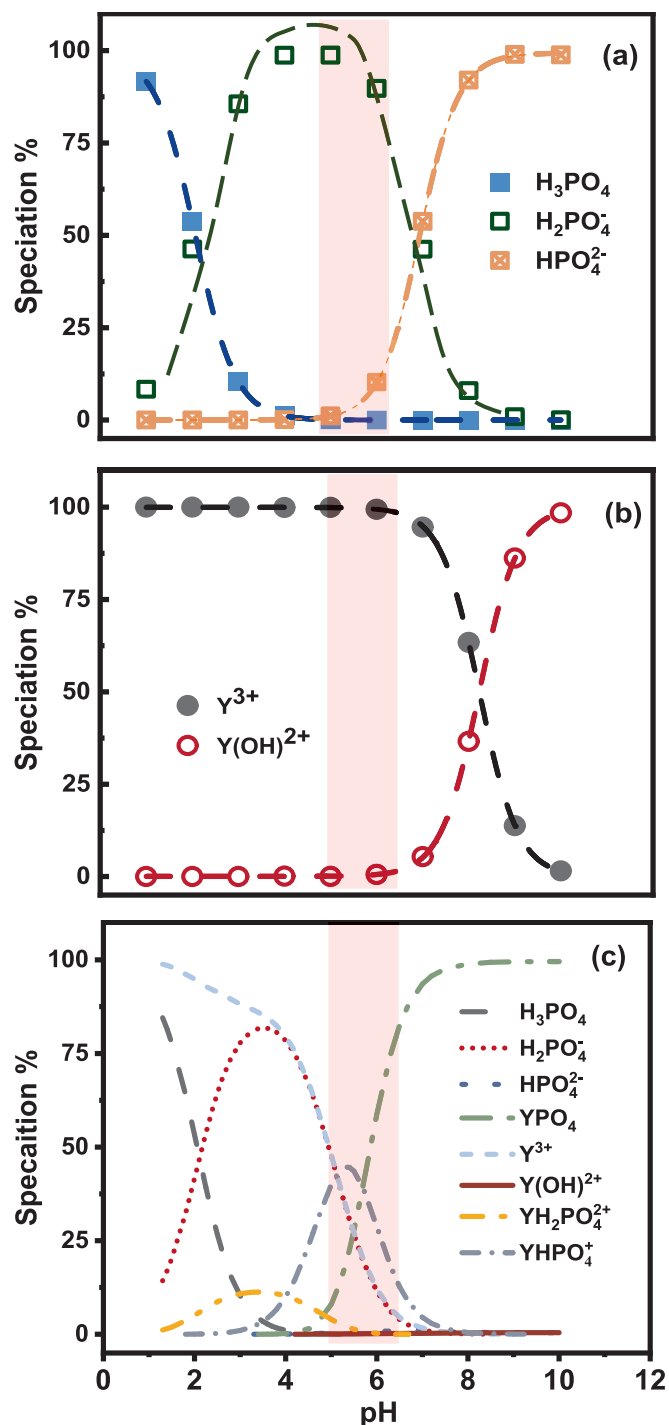 (a)
100
75
50
25
0
Speciation %
H₃PO₄
H₂PO₄⁻
HPO₄²⁻
(b)
100
75
50
25
0
Speciation %
Y³⁺
Y(OH)²⁺
(c)
100
75
50
25
0
Specaition %
H₃PO₄
H₂PO₄⁻
HPO₄²⁻
YPO₄
Y³⁺
Y(OH)²⁺
YH₂PO₄²⁺
YHPO₄⁺
0 2 4 6 8 10 12
pH